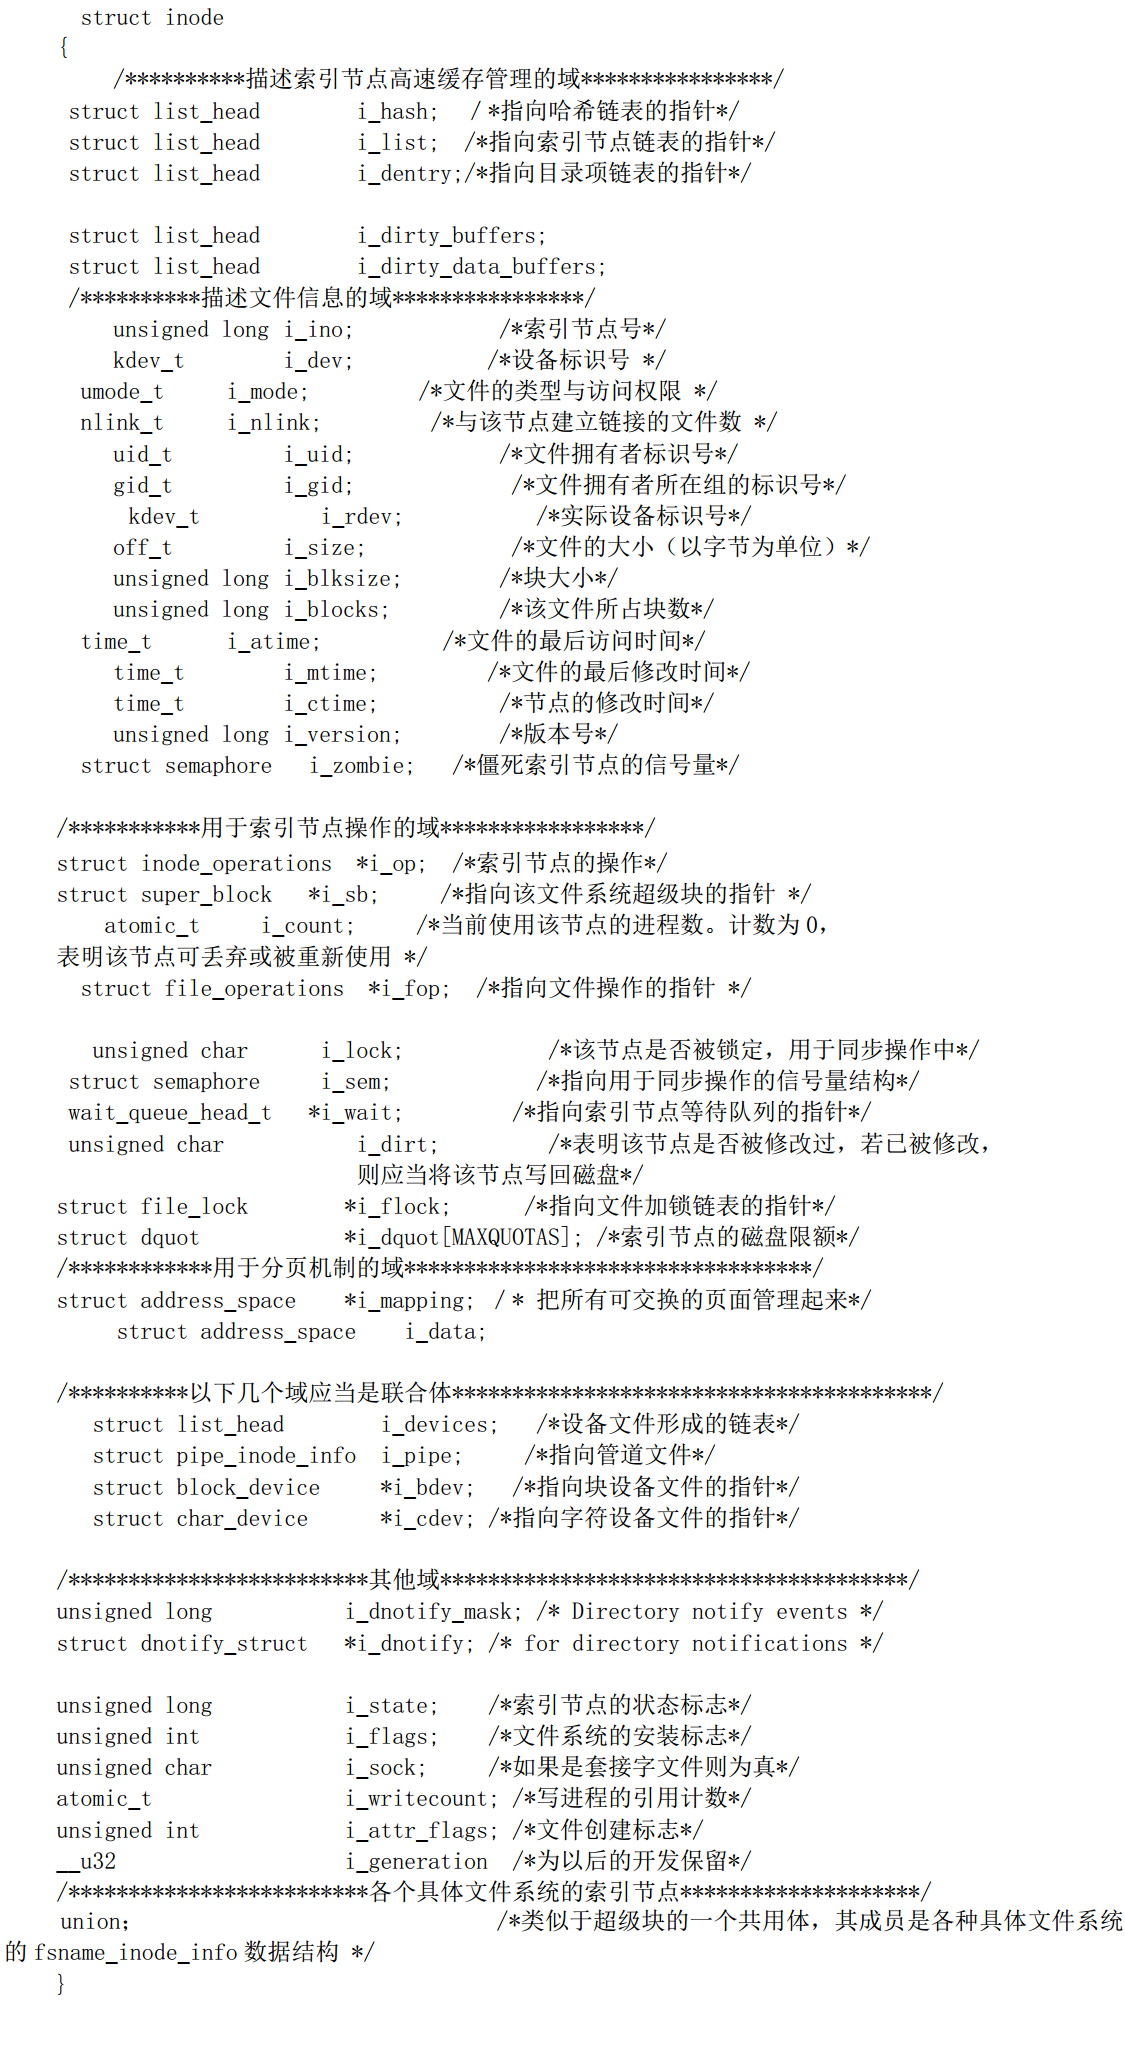 struct inode
{
/**********描述索引节点高速缓存管理的域****************/
struct list_head i_hash; /*指向哈希链表的指针*/
struct list_head i_list; /*指向索引节点链表的指针*/
struct list_head i_dentry;/*指向目录项链表的指针*/
struct list_head i_dirty_buffers;
struct list_head i_dirty_data_buffers;
/**********描述文件信息的域****************/
unsigned long i_ino; /*索引节点号*/
kdev_t i_dev; /*设备标识号 */
umode_t i_mode; /*文件的类型与访问权限 */
nlink_t i_nlink; /*与该节点建立链接的文件数 */
uid_t i_uid; /*文件拥有者标识号*/
gid_t i_gid; /*文件拥有者所在组的标识号*/
kdev_t i_rdev; /*实际设备标识号*/
off_t i_size; /*文件的大小（以字节为单位）*/
unsigned long i_blksize; /*块大小*/
unsigned long i_blocks; /*该文件所占块数*/
time_t i_atime; /*文件的最后访问时间*/
time_t i_mtime; /*文件的最后修改时间*/
time_t i_ctime; /*节点的修改时间*/
unsigned long i_version; /*版本号*/
struct semaphore i_zombie; /*僵死索引节点的信号量*/
/***********用于索引节点操作的域*****************/
struct inode_operations *i_op; /*索引节点的操作*/
struct super_block *i_sb; /*指向该文件系统超级块的指针 */
atomic_t i_count; /*当前使用该节点的进程数。计数为 0，
表明该节点可丢弃或被重新使用 */
struct file_operations *i_fop; /*指向文件操作的指针 */
unsigned char i_lock; /*该节点是否被锁定，用于同步操作中*/
struct semaphore i_sem; /*指向用于同步操作的信号量结构*/
wait_queue_head_t *i_wait; /*指向索引节点等待队列的指针*/
unsigned char i_dirt; /*表明该节点是否被修改过，若已被修改，
则应当将该节点写回磁盘*/
struct file_lock *i_flock; /*指向文件加锁链表的指针*/
struct dquot *i_dquot[MAXQUOTAS]; /*索引节点的磁盘限额*/
/************用于分页机制的域**********************************/
struct address_space *i_mapping; /* 把所有可交换的页面管理起来*/
struct address_space i_data;
/**********以下几个域应当是联合体****************************************/
struct list_head i_devices; /*设备文件形成的链表*/
struct pipe_inode_info i_pipe; /*指向管道文件*/
struct block_device *i_bdev; /*指向块设备文件的指针*/
struct char_device *i_cdev; /*指向字符设备文件的指针*/
/*************************其他域***************************************/
unsigned long i_dnotify_mask; /* Directory notify events */
struct dnotify_struct *i_dnotify; /* for directory notifications */
unsigned long i_state; /*索引节点的状态标志*/
unsigned int i_flags; /*文件系统的安装标志*/
unsigned char i_sock; /*如果是套接字文件则为真*/
atomic_t i_writecount; /*写进程的引用计数*/
unsigned int i_attr_flags; /*文件创建标志*/
__u32 i_generation /*为以后的开发保留*/
/*************************各个具体文件系统的索引节点********************/
union； /*类似于超级块的一个共用体，其成员是各种具体文件系统
的 fsname_inode_info 数据结构 */
}